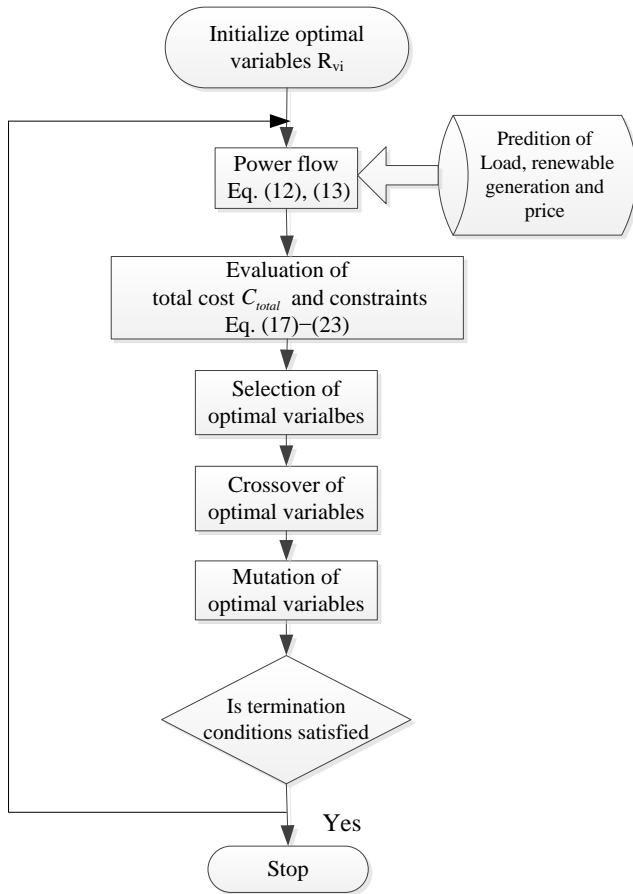 Initialize optimal
variables Rvi
Power flow
Eq. (12), (13)
Predition of
Load, renewable
generation and
price
Evaluation of
total cost Ctotal and constraints
Eq. (17)−(23)
Selection of
optimal varialbes
Crossover of
optimal variables
Mutation of
optimal variables
Is termination
conditions satisfied
Yes
Stop